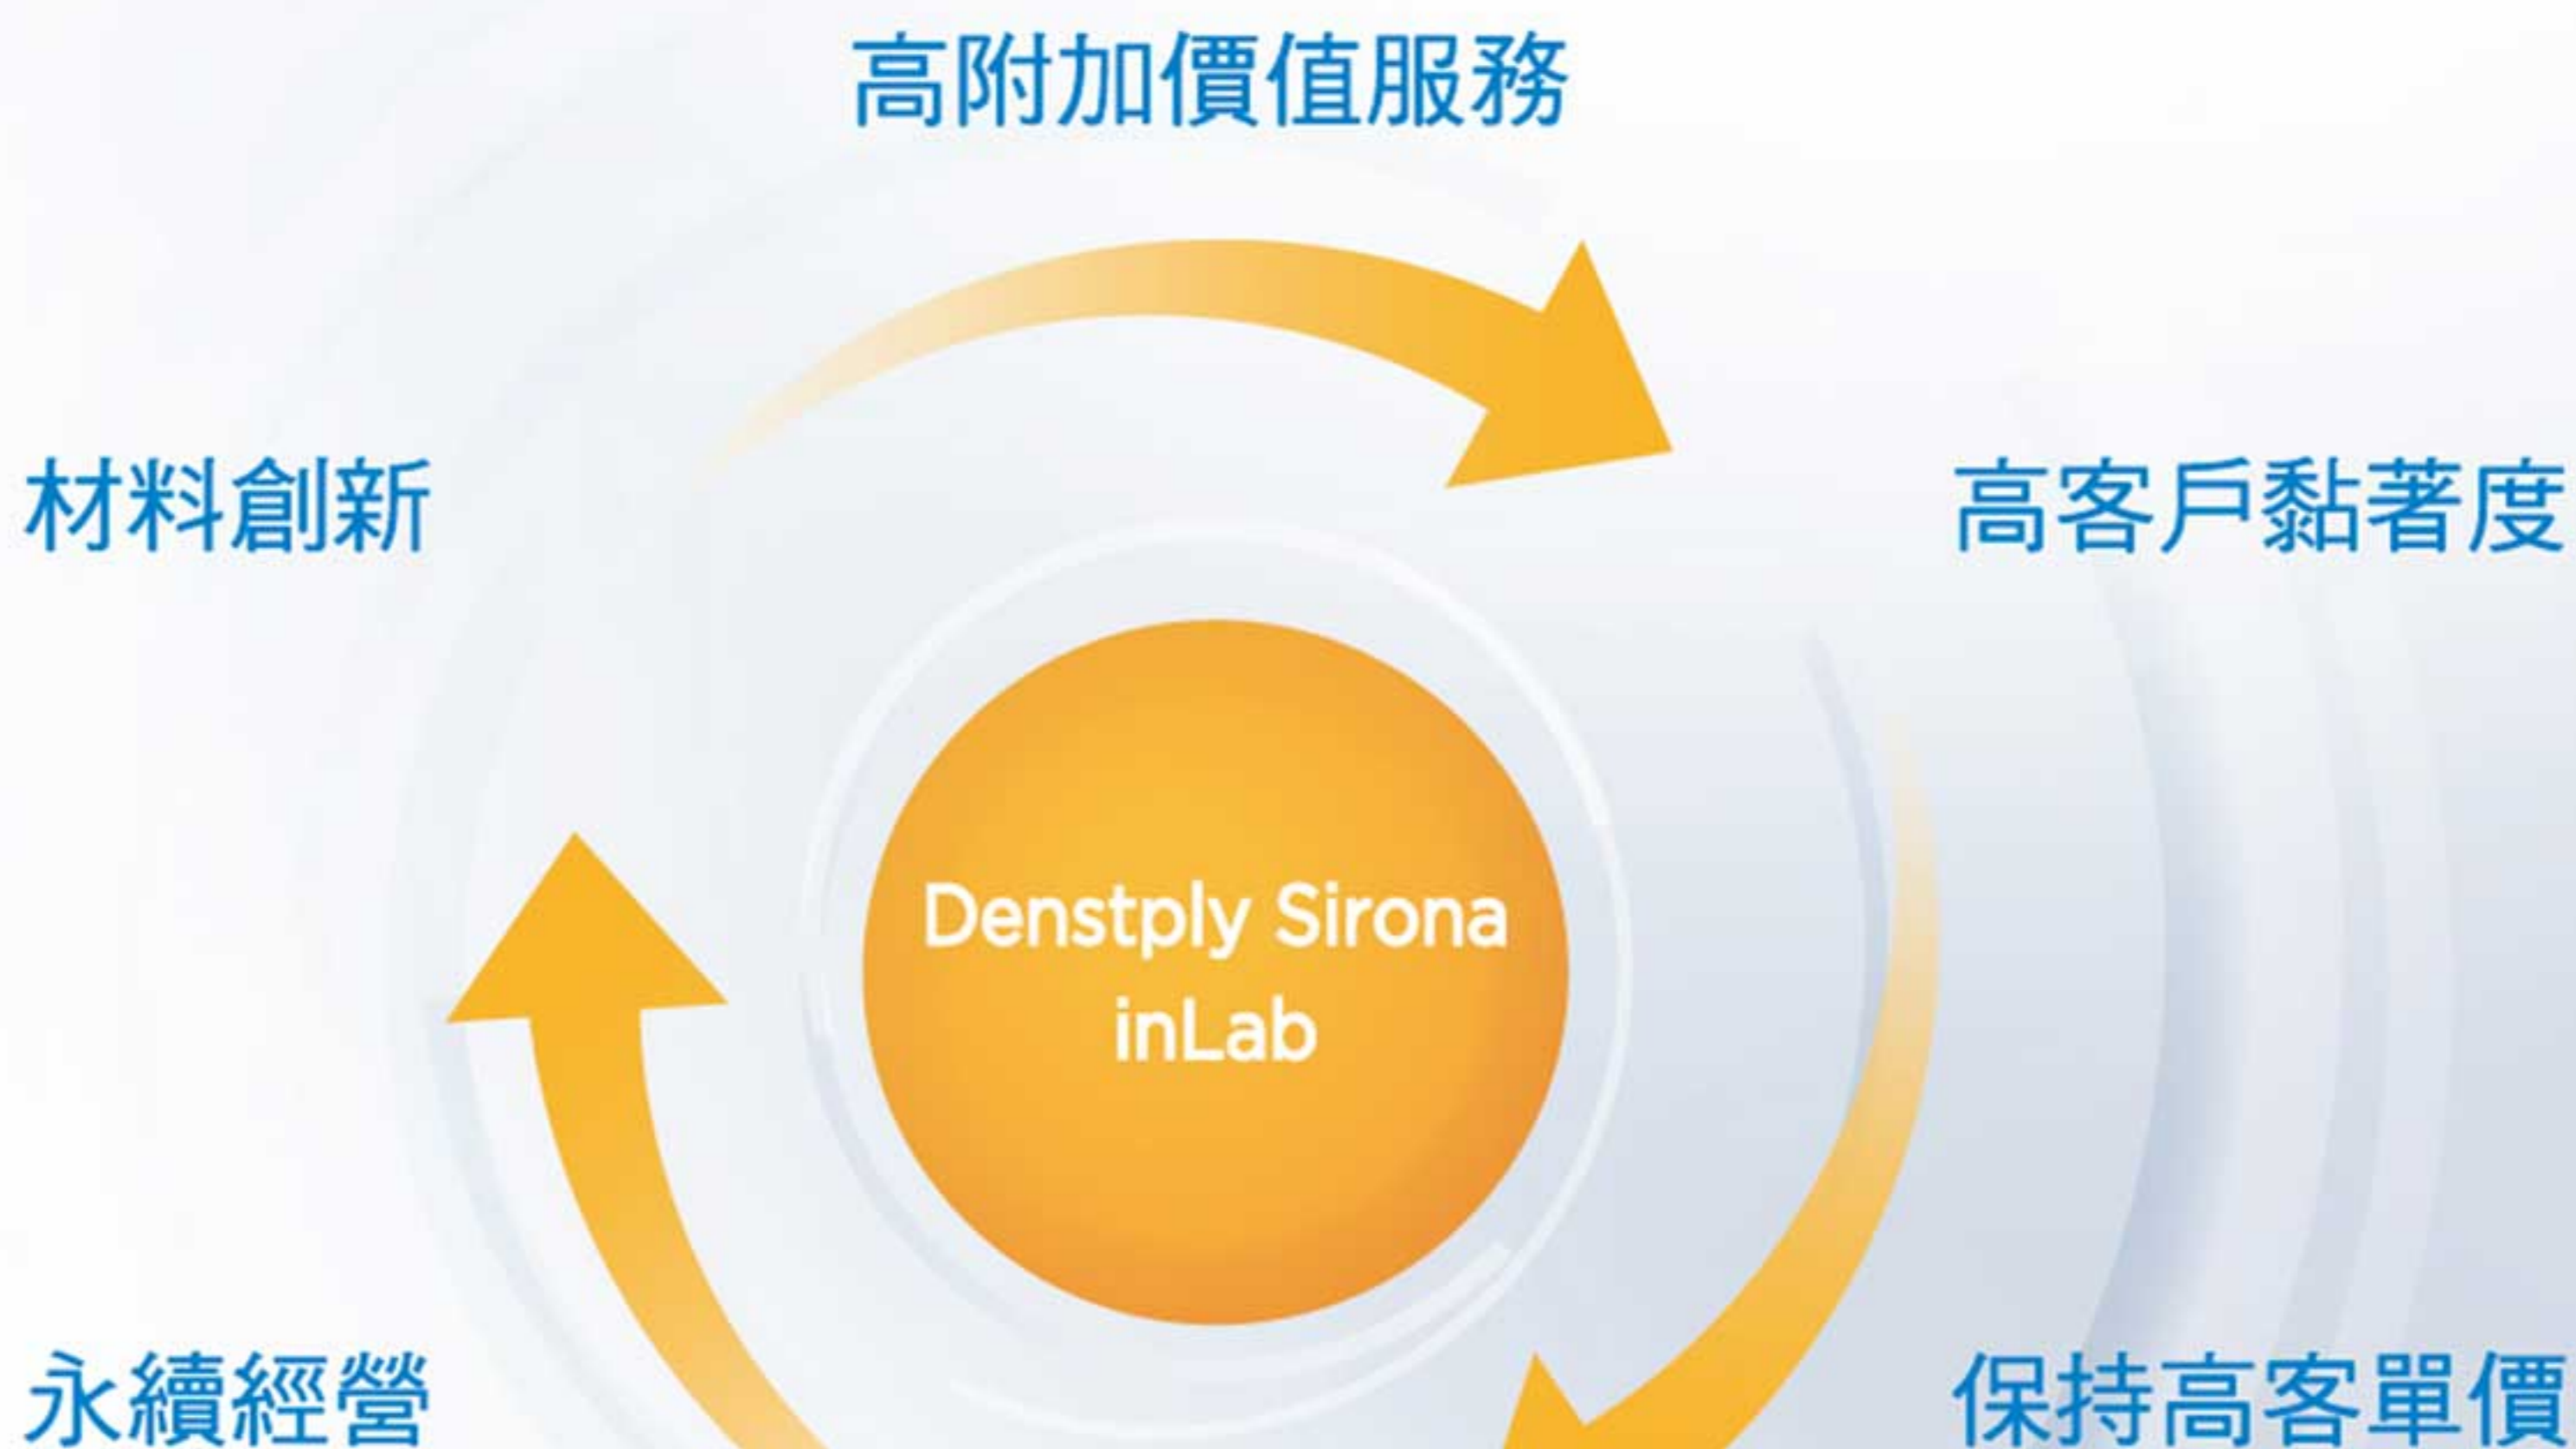 高附加價值服務
材料創新
高客戶黏著度
Denstply Sirona
inLab
永續經營
保持高客單價